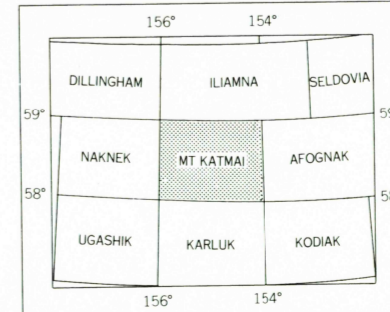 156° 154°
DILLINGHAM ILIAMNA SELDOVIA
59° 59
NAKNEK MT KATMAI AFOGNAK
58° 58
UGASHIK KARLUK KODIAK
156° 154°